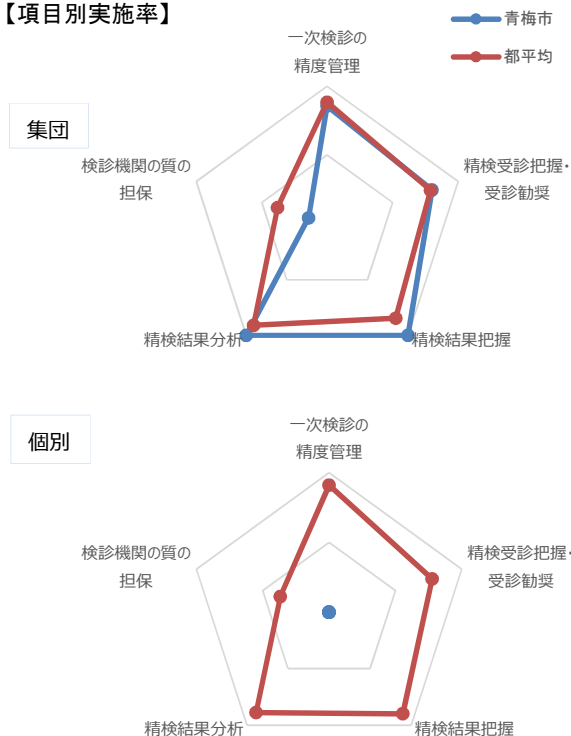 【項目別実施率】
青梅市
都平均
集団
一次検診の
精度管理
精検受診把握・
受診勧奨
検診機関の質の
担保
精検結果分析
精検結果把握
個別
一次検診の
精度管理
精検受診把握・
受診勧奨
検診機関の質の
担保
精検結果分析
精検結果把握